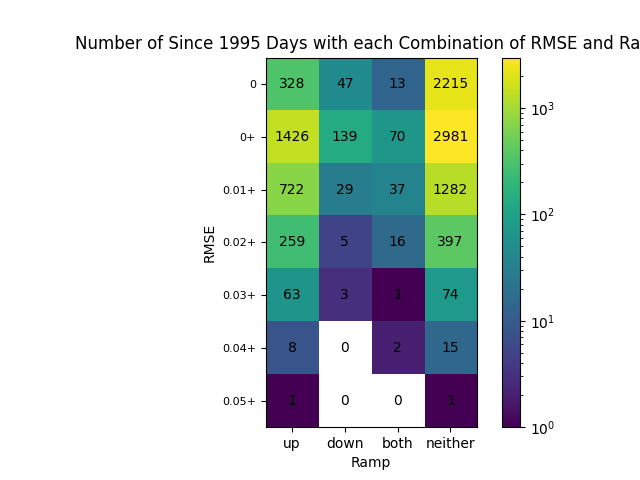 Number of Since 1995 Days with each Combination of RMSE and Ra
0 328 47 13 2215
0+ 1426 139 70 2981
0.01+ 722 29 37 1282
0.02+ 259 5 16 397
0.03+ 63 3 1 74
0.04+ 8 0 2 15
0.05+ 1 0 0 1
up down both neither
Ramp
RMSE
10³
10²
10¹
10⁰